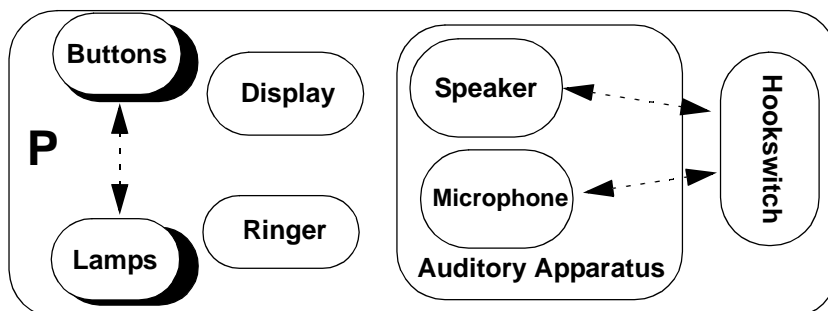 Buttons
Display
Speaker
Hookswitch
P
Microphone
Ringer
Lamps
Auditory Apparatus